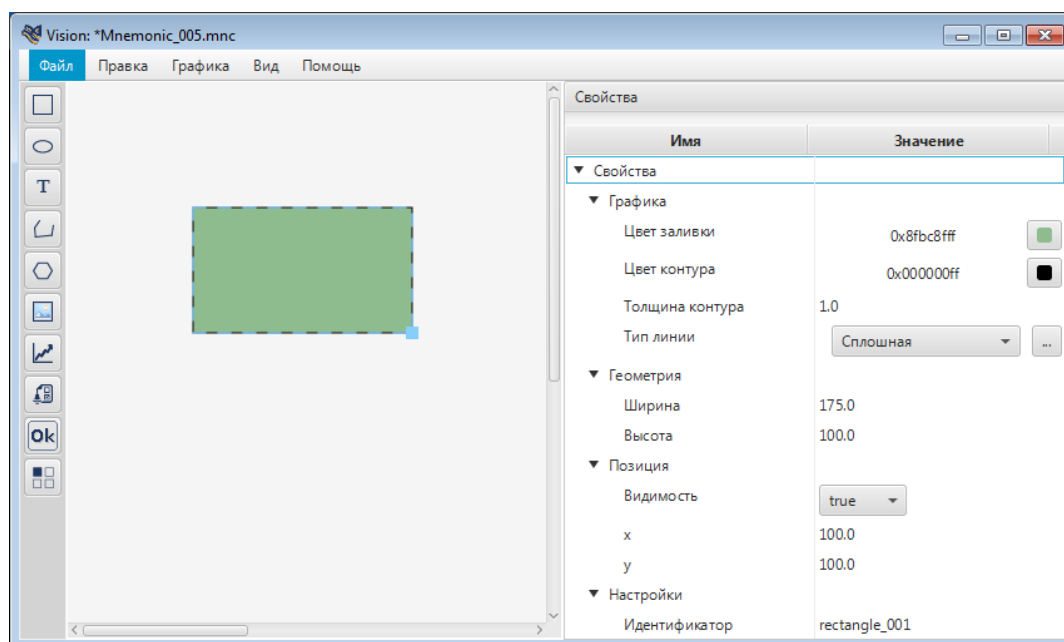 Vision: *Mnemonic_005.mnc
Файл Правка Графика Вид Помощь
Свойства
Имя Значение
Свойства
Графика
Цвет заливки 0x8fbc8fff
Цвет контура 0x000000ff
Толщина контура 1.0
Тип линии Сплошная ...
Геометрия
Ширина 175.0
Высота 100.0
Позиция
Видимость true
x 100.0
y 100.0
Настройки
Идентификатор rectangle_001
T
Ok